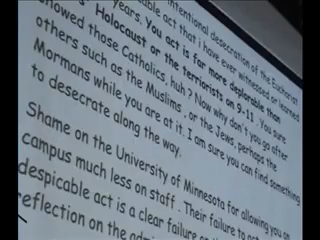 intentional desecration of the Eucharist
able act that i have ever witnessed or learned
years. You act is far more deplorable than
Holocaust or the terrorists on 9-11. You sure
showed those Catholics, huh? Now why don't you go after
others such as the Muslims, or the Jews, perhaps the
Mormons while you are at it. I am sure you can find something
to desecrate along the way.
Shame on the University of Minnesota for allowing you on
campus much less on staff. Their failure to
despicable act is a clear failure
reflection on the